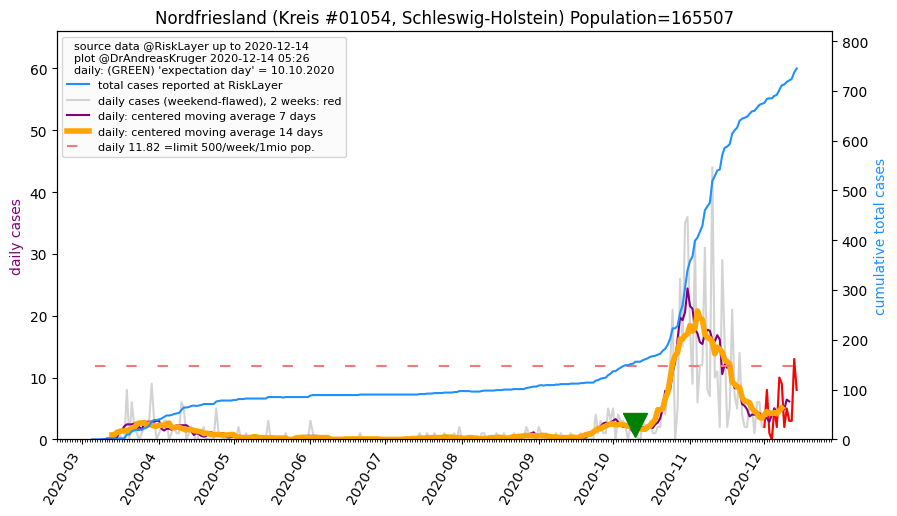 Nordfriesland (Kreis #01054, Schleswig-Holstein) Population=165507
source data @RiskLayer up to 2020-12-14
plot @DrAndreasKruger 2020-12-14 05:26
daily: (GREEN) 'expectation day' = 10.10.2020
total cases reported at RiskLayer
daily cases (weekend-flawed), 2 weeks: red
daily: centered moving average 7 days
daily: centered moving average 14 days
daily 11.82 =limit 500/week/1mio pop.
daily cases
60
50
40
30
20
10
0
800
700
600
500
400
300
200
100
0
cumulative total cases
2020-03
2020-04
2020-05
2020-06
2020-07
2020-08
2020-09
2020-10
2020-11
2020-12